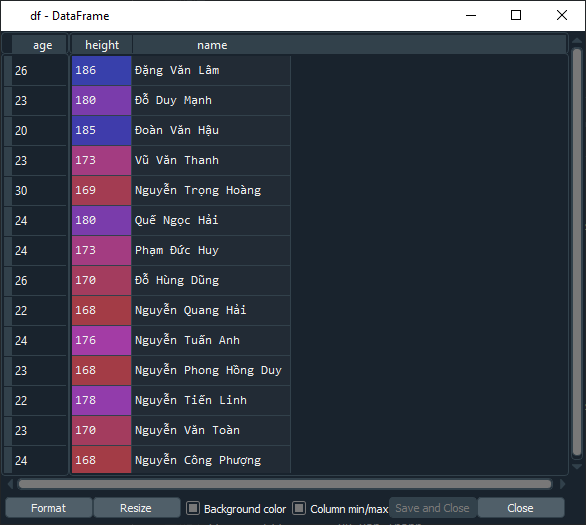 df - DataFrame
age height name
26 186 Đặng Văn Lâm
23 180 Đỗ Duy Mạnh
20 185 Đoàn Văn Hậu
23 173 Vũ Văn Thanh
30 169 Nguyễn Trọng Hoàng
24 180 Quế Ngọc Hải
24 173 Phạm Đức Huy
26 170 Đỗ Hùng Dũng
22 168 Nguyễn Quang Hải
24 176 Nguyễn Tuấn Anh
23 168 Nguyễn Phong Hồng Duy
22 178 Nguyễn Tiến Linh
23 170 Nguyễn Văn Toàn
24 168 Nguyễn Công Phượng
Format Resize Background color Column min/max Save and Close Close